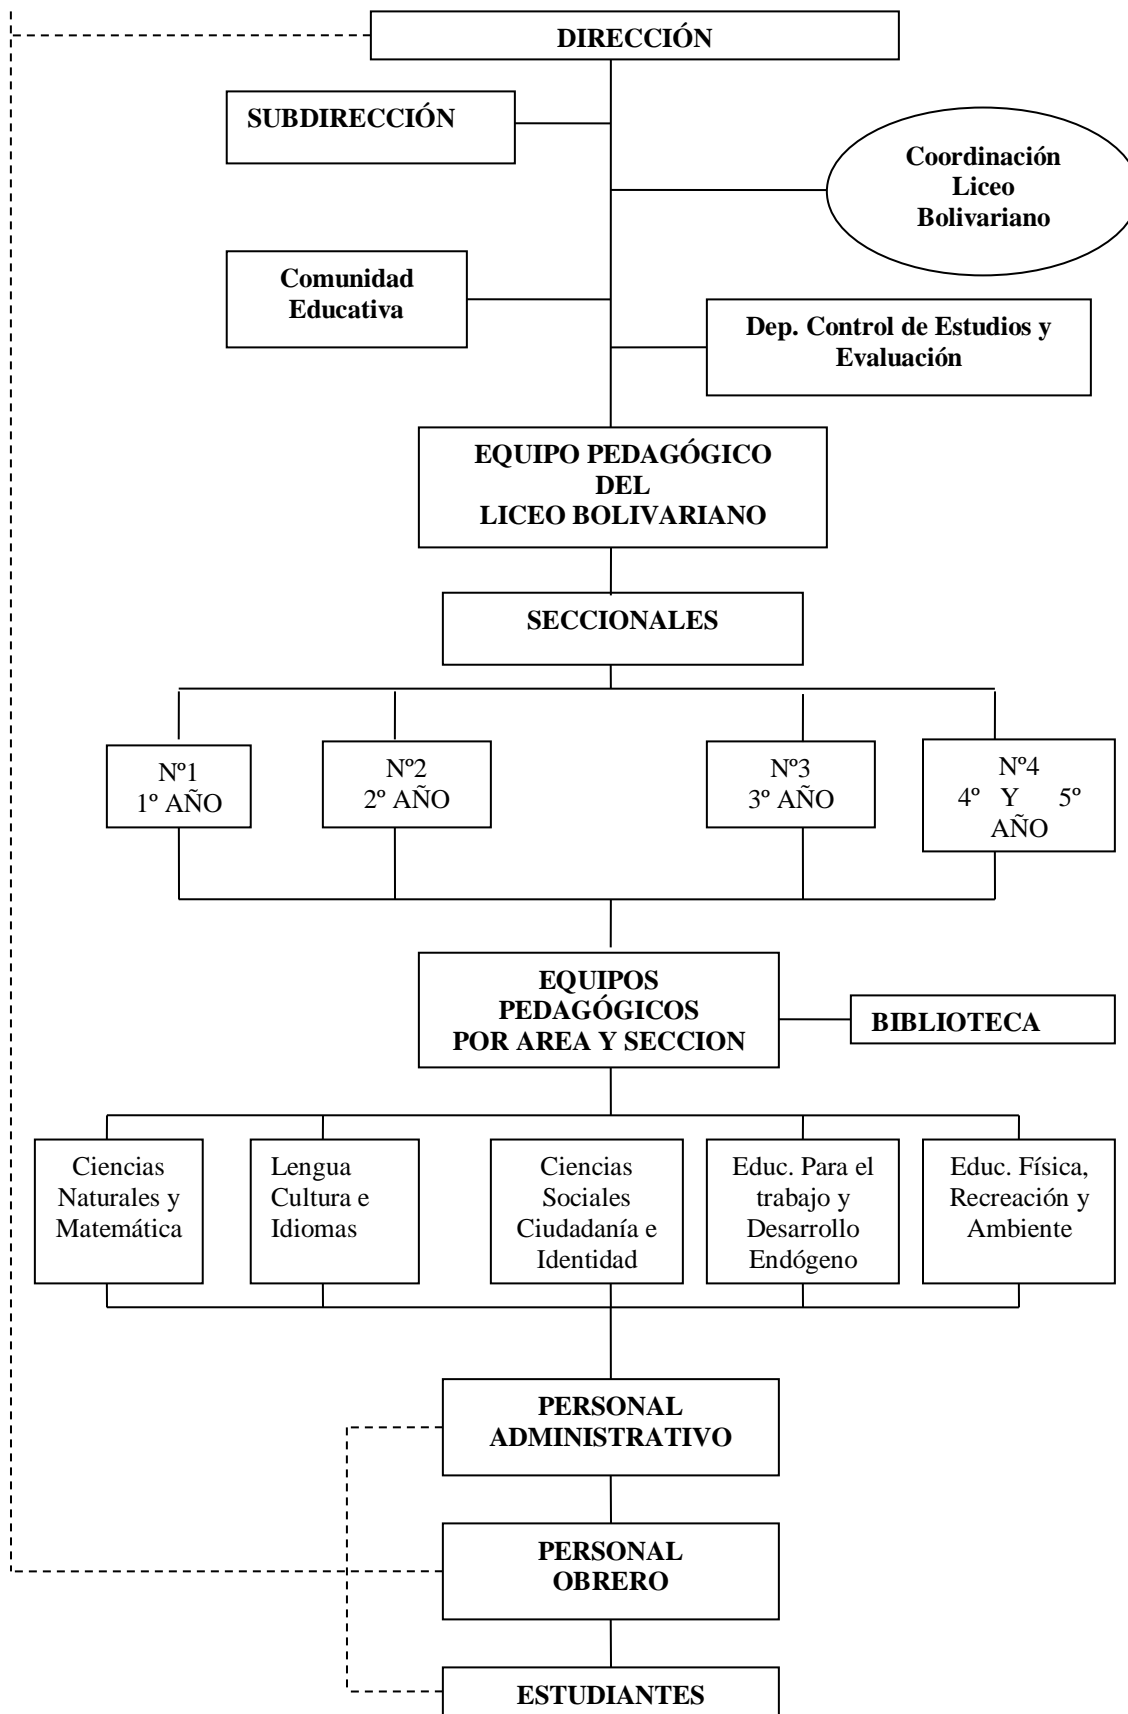 DIRECCIÓN
SUBDIRECCIÓN
Coordinación
Liceo
Bolivariano
Comunidad
Educativa
Dep. Control de Estudios y
Evaluación
EQUIPO PEDAGÓGICO
DEL
LICEO BOLIVARIANO
SECCIONALES
Nº1
1º AÑO
Nº2
2º AÑO
Nº3
3º AÑO
Nº4
4º Y 5º
AÑO
EQUIPOS
PEDAGÓGICOS
POR AREA Y SECCION
BIBLIOTECA
Ciencias
Naturales y
Matemática
Lengua
Cultura e
Idiomas
Ciencias
Sociales
Ciudadanía e
Identidad
Educ. Para el
trabajo y
Desarrollo
Endógeno
Educ. Física,
Recreación y
Ambiente
PERSONAL
ADMINISTRATIVO
PERSONAL
OBRERO
ESTUDIANTES